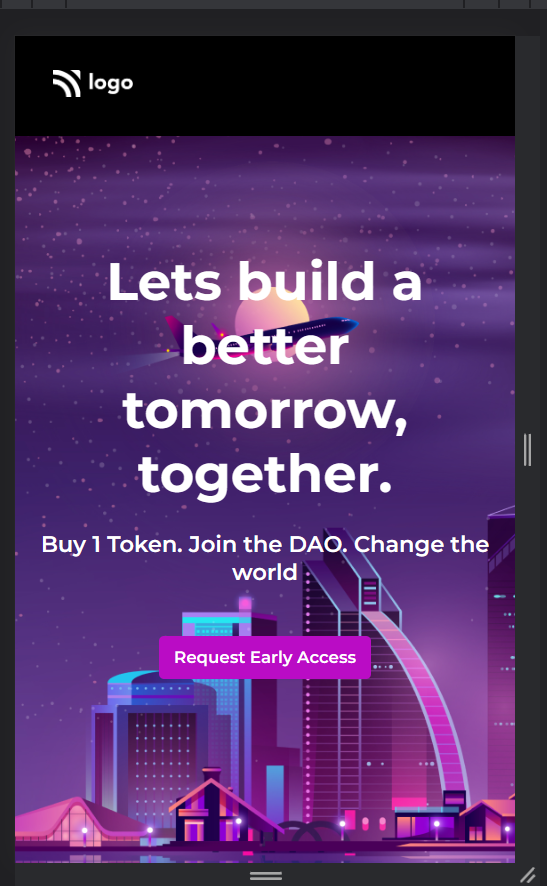 logo
Lets build a
better
tomorrow,
together.
Buy 1 Token. Join the DAO. Change the
world
Request Early Access